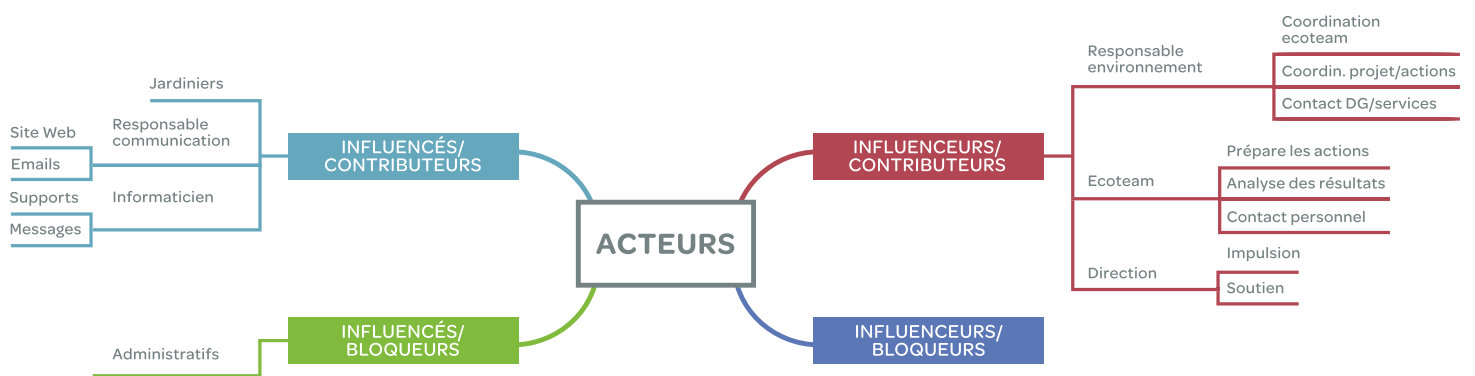 ACTEURS
INFLUENCÉS/
CONTRIBUTEURS
Jardiniers
Responsable
communication
Site Web
Emails
Informaticien
Supports
Messages
INFLUENCÉS/
BLOQUEURS
Administratifs
INFLUENCEURS/
CONTRIBUTEURS
Responsable
environnement
Coordination
ecoteam
Coordin. projet/actions
Contact DG/services
Ecoteam
Prépare les actions
Analyse des résultats
Contact personnel
Direction
Impulsion
Soutien
INFLUENCEURS/
BLOQUEURS